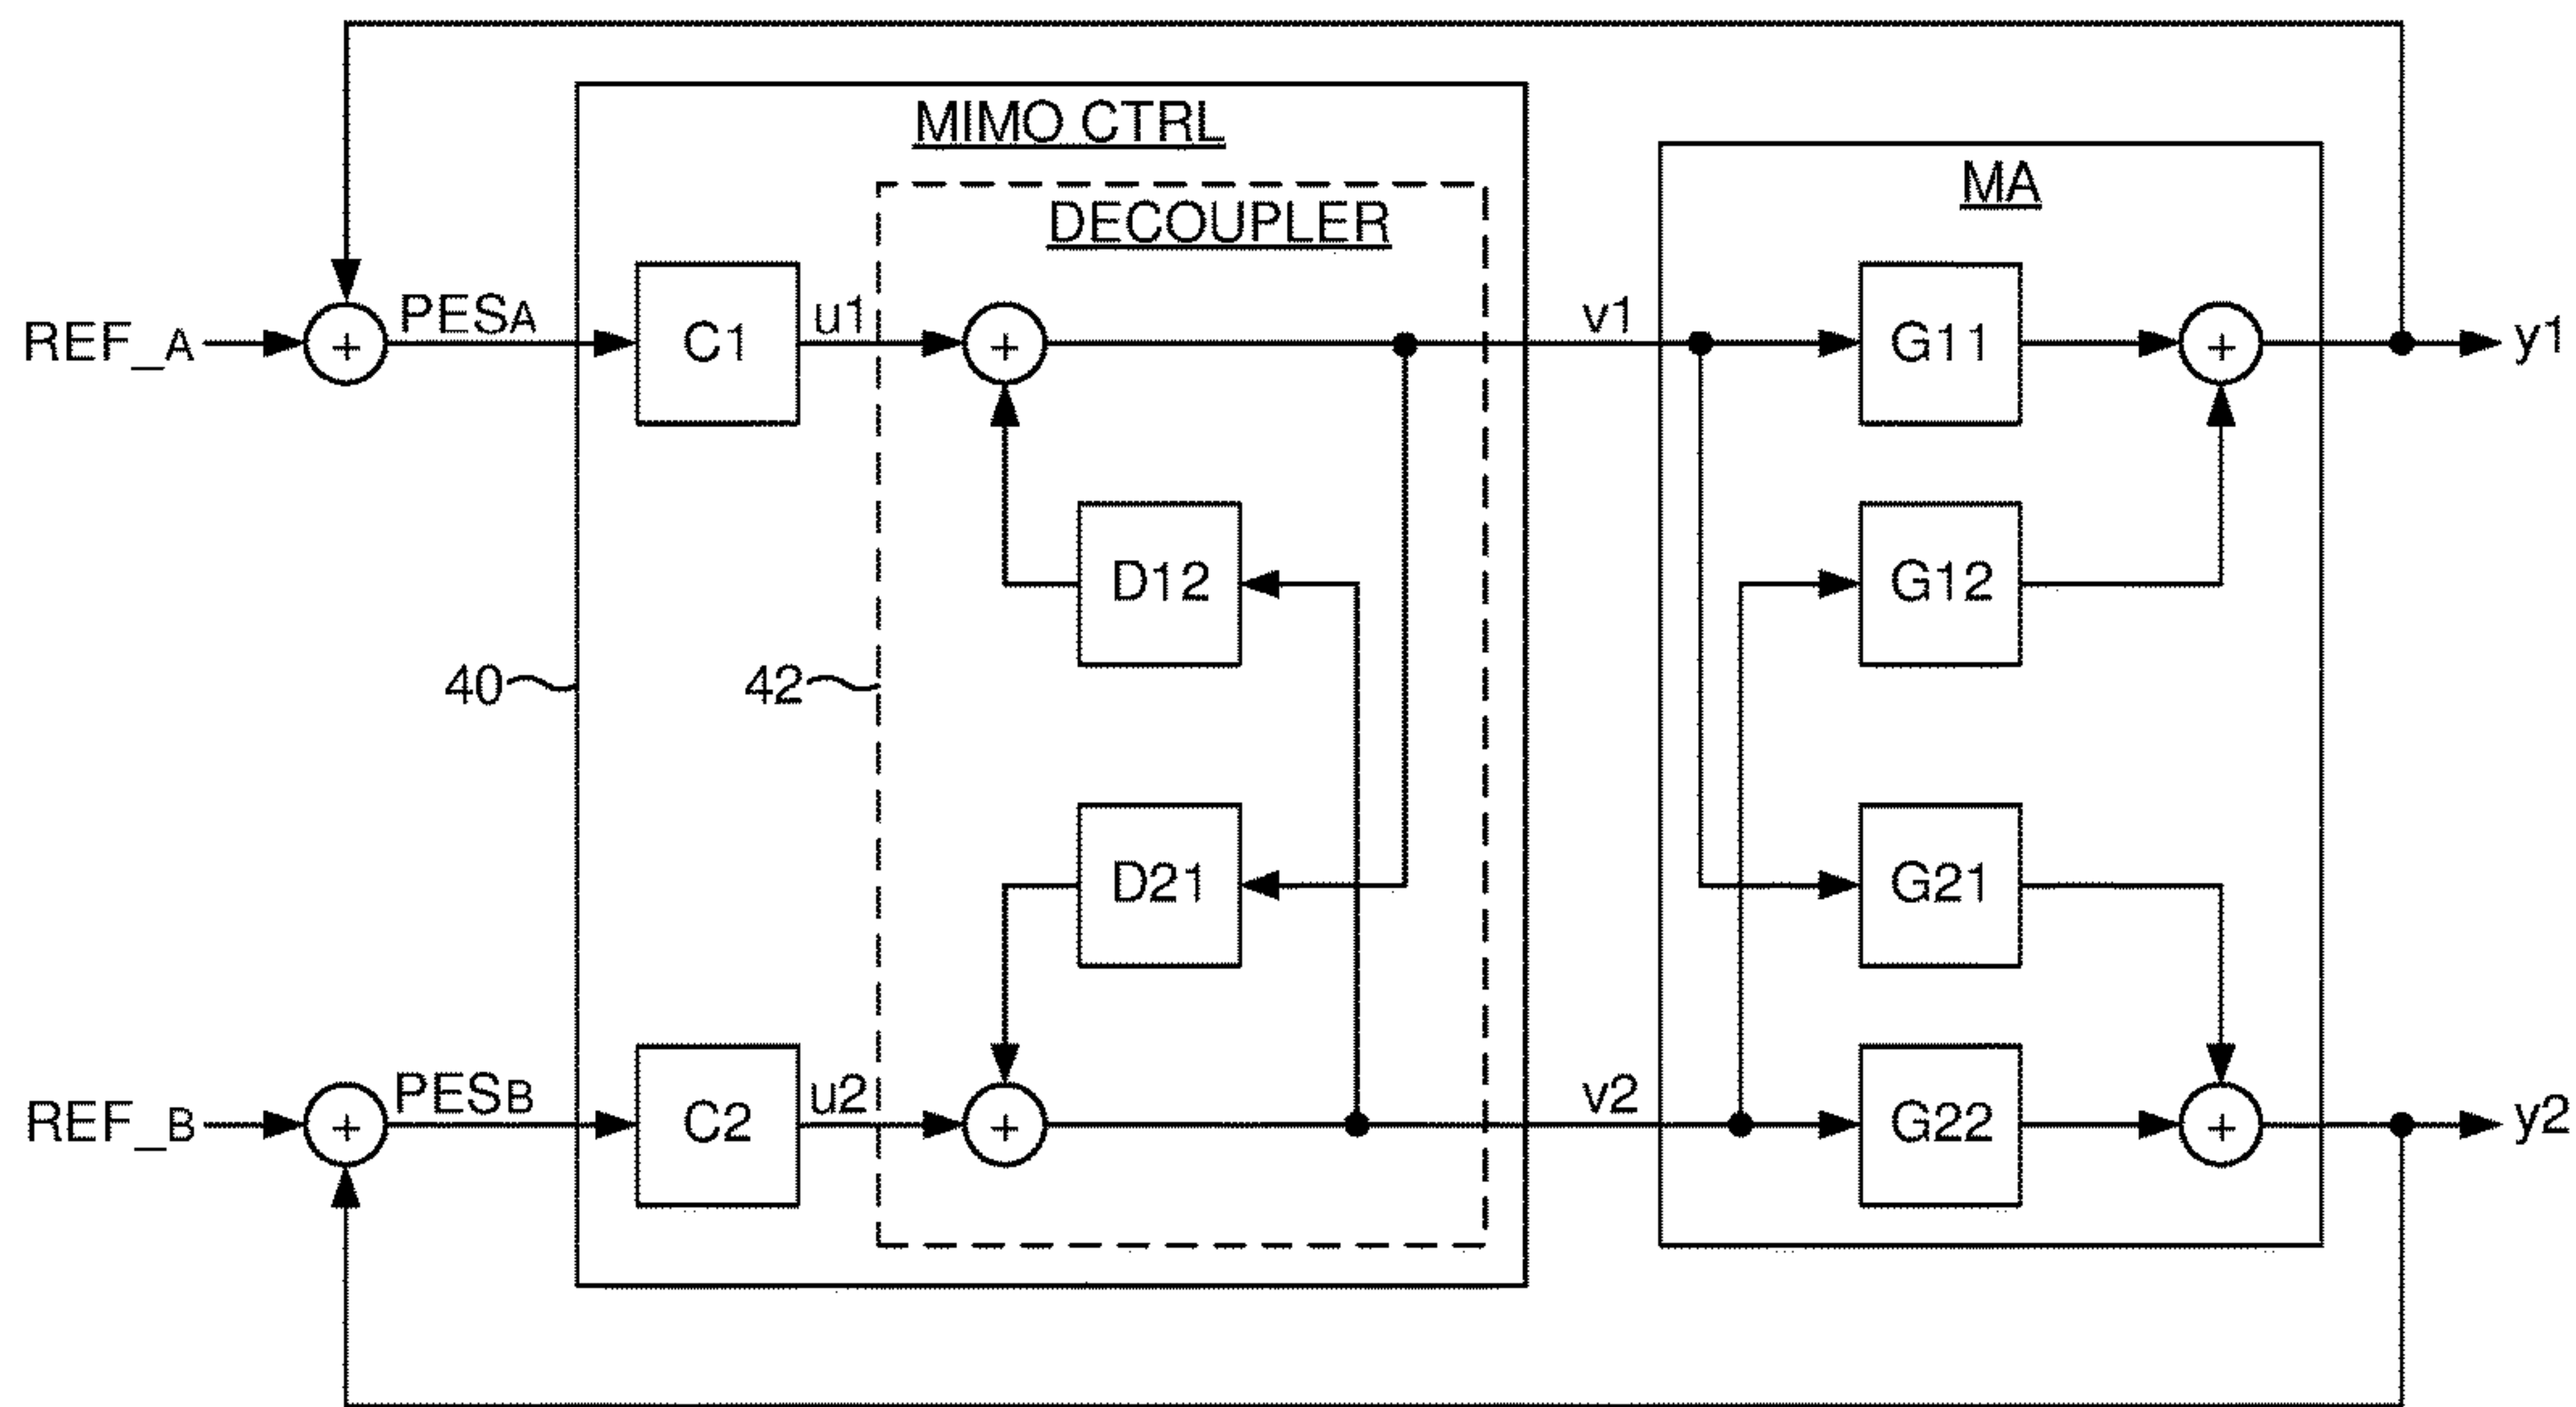 MIMO CTRL
MA
DECOUPLER
REF_A
+
PESA
C1
u1
+
v1
G11
+
y1
D12
G12
40
42
D21
G21
REF_B
+
PESB
C2
u2
+
v2
G22
+
y2